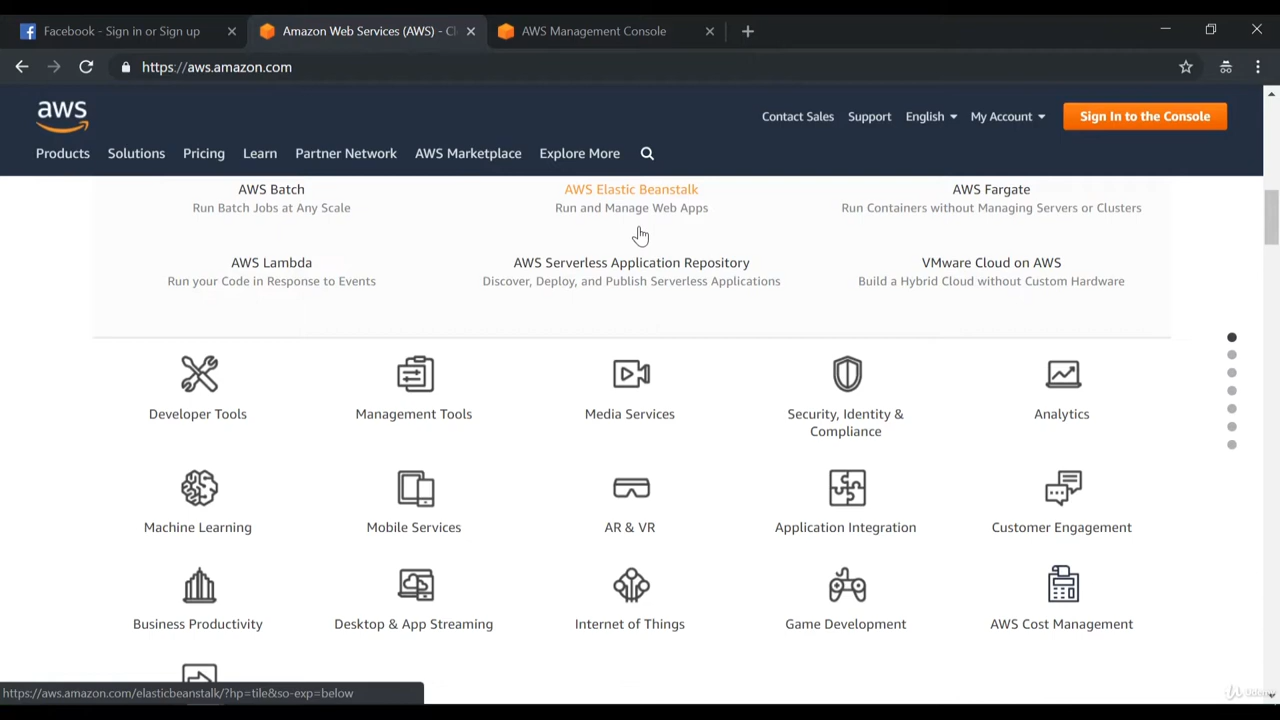 Facebook - Sign in or Sign up
Amazon Web Services (AWS) - Cl
AWS Management Console
https://aws.amazon.com
aws
Contact Sales
Support
English
My Account
Sign In to the Console
Products
Solutions
Pricing
Learn
Partner Network
AWS Marketplace
Explore More
AWS Batch
Run Batch Jobs at Any Scale
AWS Elastic Beanstalk
Run and Manage Web Apps
AWS Fargate
Run Containers without Managing Servers or Clusters
AWS Lambda
Run your Code in Response to Events
AWS Serverless Application Repository
Discover, Deploy, and Publish Serverless Applications
VMware Cloud on AWS
Build a Hybrid Cloud without Custom Hardware
Developer Tools
Management Tools
Media Services
Security, Identity &
Compliance
Analytics
Machine Learning
Mobile Services
AR & VR
Application Integration
Customer Engagement
Business Productivity
Desktop & App Streaming
Internet of Things
Game Development
AWS Cost Management
https://aws.amazon.com/elasticbeanstalk/?hp=tile&so-exp=below